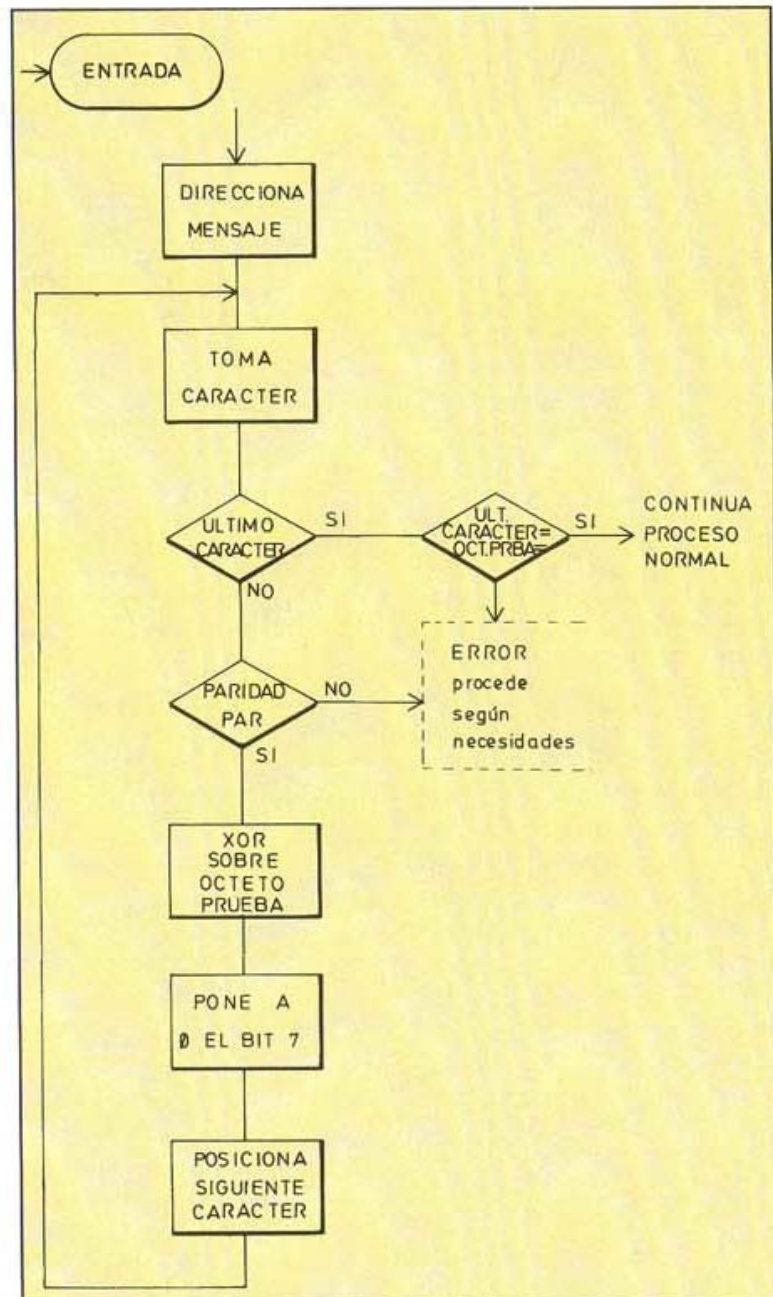 ENTRADA
DIRECCIONA
MENSAJE
TOMA
CARACTER
ULTIMO
CARACTER
SI
NO
ULT.
CARACTER=
OCT.PRBA=
SI
CONTINUA
PROCESO
NORMAL
PARIDAD
PAR
NO
SI
ERROR
procede
según
necesidades
XOR
SOBRE
OCTETO
PRUEBA
PONE A
0 EL BIT 7
POSICIONA
SIGUIENTE
CARACTER